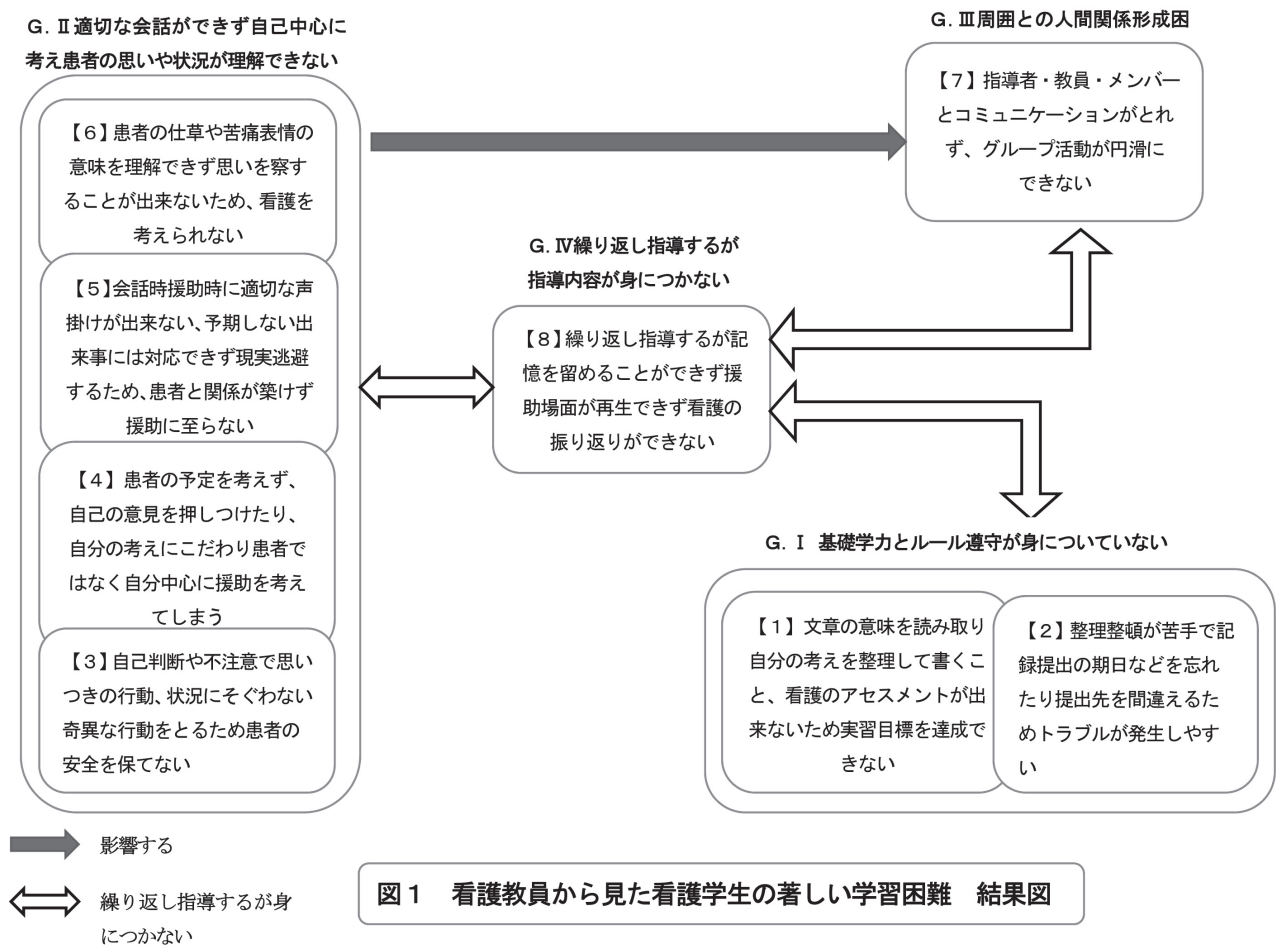 G. Ⅱ適切な会話ができず自己中心に
考え患者の思いや状況が理解できない
【６】患者の仕草や苦痛表情の
意味を理解できず思いを察す
ることが出来ないため、看護を
考えられない
【５】会話時援助時に適切な声
掛けが出来ない、予期しない出
来事には対応できず現実逃避
するため、患者と関係が築けず
援助に至らない
【４】患者の予定を考えず、
自己の意見を押しつけたり、
自分の考えにこだわり患者で
はなく自分中心に援助を考え
てしまう
【３】自己判断や不注意で思い
つきの行動、状況にそぐわない
奇異な行動をとるため患者の
安全を保てない
G. Ⅲ周囲との人間関係形成困
【７】指導者・教員・メンバー
とコミュニケーションがとれ
ず、グループ活動が円滑に
できない
G. Ⅳ繰り返し指導するが
指導内容が身につかない
【８】繰り返し指導するが記
憶を留めることができず援
助場面が再生できず看護の
振り返りができない
G. Ⅰ 基礎学力とルール遵守が身についていない
【１】文章の意味を読み取り
自分の考えを整理して書くこ
と、看護のアセスメントが出
来ないため実習目標を達成で
きない
【２】整理整頓が苦手で記
録提出の期日などを忘れ
たり提出先を間違えるた
めトラブルが発生しやす
い
影響する
繰り返し指導するが身
につかない
図１　看護教員から見た看護学生の著しい学習困難　結果図